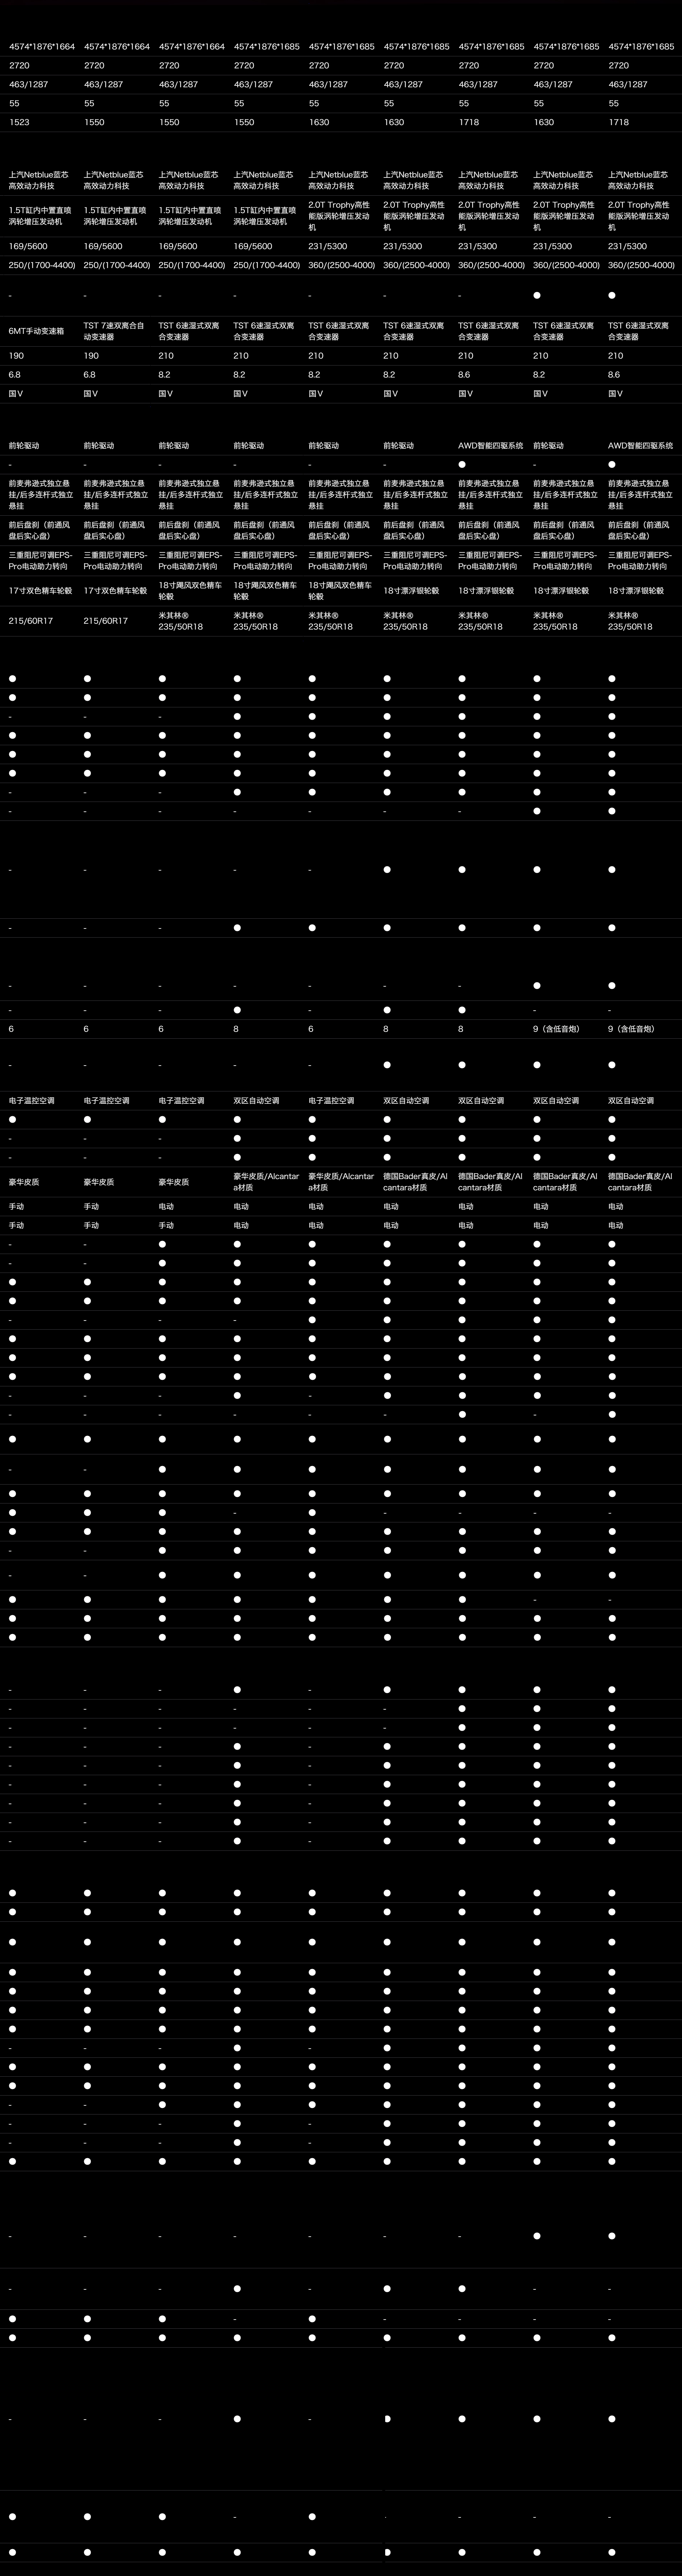 4574*1876*1664 4574*1876*1664 4574*1876*1664 4574*1876*1685 4574*1876*1685 4574*1876*1685 4574*1876*1685 4574*1876*1685 4574*1876*1685
2720 2720 2720 2720 2720 2720 2720 2720 2720
463/1287 463/1287 463/1287 463/1287 463/1287 463/1287 463/1287 463/1287 463/1287
55 55 55 55 55 55 55 55 55
1523 1550 1550 1550 1630 1630 1718 1630 1718
上汽Netblue蓝芯 上汽Netblue蓝芯 上汽Netblue蓝芯 上汽Netblue蓝芯 上汽Netblue蓝芯 上汽Netblue蓝芯 上汽Netblue蓝芯 上汽Netblue蓝芯 上汽Netblue蓝芯
高效动力科技 高效动力科技 高效动力科技 高效动力科技 高效动力科技 高效动力科技 高效动力科技 高效动力科技 高效动力科技
1.5T缸内中置直喷 1.5T缸内中置直喷 1.5T缸内中置直喷 1.5T缸内中置直喷 2.0T Trophy高性 2.0T Trophy高性 2.0T Trophy高性 2.0T Trophy高性 2.0T Trophy高性
涡轮增压发动机 涡轮增压发动机 涡轮增压发动机 涡轮增压发动机 能版涡轮增压发动 能版涡轮增压发动 能版涡轮增压发动 能版涡轮增压发动 能版涡轮增压发动
机 机 机 机 机
169/5600 169/5600 169/5600 169/5600 231/5300 231/5300 231/5300 231/5300 231/5300
250/(1700-4400) 250/(1700-4400) 250/(1700-4400) 250/(1700-4400) 360/(2500-4000) 360/(2500-4000) 360/(2500-4000) 360/(2500-4000) 360/(2500-4000)
- - - - - - - ● ●
6MT手动变速箱 TST 7速双离合自 TST 6速湿式双离 TST 6速湿式双离 TST 6速湿式双离 TST 6速湿式双离 TST 6速湿式双离 TST 6速湿式双离 TST 6速湿式双离
动变速器 合变速器 合变速器 合变速器 合变速器 合变速器 合变速器 合变速器
190 190 210 210 210 210 210 210 210
6.8 6.8 8.2 8.2 8.2 8.2 8.6 8.2 8.6
国Ⅴ 国Ⅴ 国Ⅴ 国Ⅴ 国Ⅴ 国Ⅴ 国Ⅴ 国Ⅴ 国Ⅴ
前轮驱动 前轮驱动 前轮驱动 前轮驱动 前轮驱动 前轮驱动 AWD智能四驱系统 前轮驱动 AWD智能四驱系统
- - - - - - ● - ●
前麦弗逊式独立悬 前麦弗逊式独立悬 前麦弗逊式独立悬 前麦弗逊式独立悬 前麦弗逊式独立悬 前麦弗逊式独立悬 前麦弗逊式独立悬 前麦弗逊式独立悬 前麦弗逊式独立悬
挂/后多连杆式独立 挂/后多连杆式独立 挂/后多连杆式独立 挂/后多连杆式独立 挂/后多连杆式独立 挂/后多连杆式独立 挂/后多连杆式独立 挂/后多连杆式独立 挂/后多连杆式独立
悬挂 悬挂 悬挂 悬挂 悬挂 悬挂 悬挂 悬挂 悬挂
前后盘刹（前通风 前后盘刹（前通风 前后盘刹（前通风 前后盘刹（前通风 前后盘刹（前通风 前后盘刹（前通风 前后盘刹（前通风 前后盘刹（前通风 前后盘刹（前通风
盘后实心盘） 盘后实心盘） 盘后实心盘） 盘后实心盘） 盘后实心盘） 盘后实心盘） 盘后实心盘） 盘后实心盘） 盘后实心盘）
三重阻尼可调EPS- 三重阻尼可调EPS- 三重阻尼可调EPS- 三重阻尼可调EPS- 三重阻尼可调EPS- 三重阻尼可调EPS- 三重阻尼可调EPS- 三重阻尼可调EPS- 三重阻尼可调EPS-
Pro电动助力转向 Pro电动助力转向 Pro电动助力转向 Pro电动助力转向 Pro电动助力转向 Pro电动助力转向 Pro电动助力转向 Pro电动助力转向 Pro电动助力转向
17寸双色精车轮毂 17寸双色精车轮毂 18寸飓风双色精车 18寸飓风双色精车 18寸飓风双色精车 18寸漂浮银轮毂 18寸漂浮银轮毂 18寸漂浮银轮毂 18寸漂浮银轮毂
轮毂 轮毂 轮毂
215/60R17 215/60R17 米其林® 米其林® 米其林® 米其林® 米其林® 米其林® 米其林®
235/50R18 235/50R18 235/50R18 235/50R18 235/50R18 235/50R18 235/50R18
● ● ● ● ● ● ● ● ●
● ● ● ● ● ● ● ● ●
- - - ● ● ● ● ● ●
● ● ● ● ● ● ● ● ●
● ● ● ● ● ● ● ● ●
● ● ● ● ● ● ● ● ●
- - - ● ● ● ● ● ●
- - - - - - - ● ●
- - - - - ● ● ● ●
- - - ● ● ● ● ● ●
- - - - - - - ● ●
- - - ● - ● ● - -
6 6 6 8 6 8 8 9（含低音炮） 9（含低音炮）
- - - - - ● ● ● ●
电子温控空调 电子温控空调 电子温控空调 双区自动空调 电子温控空调 双区自动空调 双区自动空调 双区自动空调 双区自动空调
● ● ● ● ● ● ● ● ●
- - - ● ● ● ● ● ●
- - - ● ● ● ● ● ●
豪华皮质 豪华皮质 豪华皮质 豪华皮质/Alcantar 豪华皮质/Alcantar 德国Bader真皮/Al 德国Bader真皮/Al 德国Bader真皮/Al 德国Bader真皮/Al
a材质 a材质 cantara材质 cantara材质 cantara材质 cantara材质
手动 手动 电动 电动 电动 电动 电动 电动 电动
手动 手动 手动 电动 电动 电动 电动 电动 电动
- - ● ● ● ● ● ● ●
- - ● ● ● ● ● ● ●
● ● ● ● ● ● ● ● ●
● ● ● ● ● ● ● ● ●
- - - - ● ● ● ● ●
● ● ● ● ● ● ● ● ●
● ● ● ● ● ● ● ● ●
● ● ● ● ● ● ● ● ●
- - - ● - ● ● ● ●
- - - - - - ● - ●
● ● ● ● ● ● ● ● ●
- - ● ● ● ● ● ● ●
● ● ● ● ● ● ● ● ●
● ● ● - ● - - - -
● ● ● ● ● ● ● ● ●
- - ● ● ● ● ● ● ●
- - ● ● ● ● ● ● ●
● ● ● ● ● ● ● - -
● ● ● ● ● ● ● ● ●
● ● ● ● ● ● ● ● ●
- - - ● - ● ● ● ●
- - - - - - ● ● ●
- - - - - - ● ● ●
- - - ● - ● ● ● ●
- - - ● - ● ● ● ●
- - - ● - ● ● ● ●
- - - ● - ● ● ● ●
- - - ● - ● ● ● ●
- - - ● - ● ● ● ●
● ● ● ● ● ● ● ● ●
● ● ● ● ● ● ● ● ●
● ● ● ● ● ● ● ● ●
● ● ● ● ● ● ● ● ●
● ● ● ● ● ● ● ● ●
● ● ● ● ● ● ● ● ●
● ● ● ● ● ● ● ● ●
- - - ● - ● ● ● ●
● ● ● ● ● ● ● ● ●
● ● ● ● ● ● ● ● ●
- - ● ● ● ● ● ● ●
- - - ● - ● ● ● ●
- - - ● - ● ● ● ●
● ● ● ● ● ● ● ● ●
- - - - - - - ● ●
- - - ● - ● ● - -
● ● ● - ● - - - -
● ● ● ● ● ● ● ● ●
- - - ● - ● ● ● ●
● ● ● - ● - - - -
● ● ● ● ● ● ● ● ●